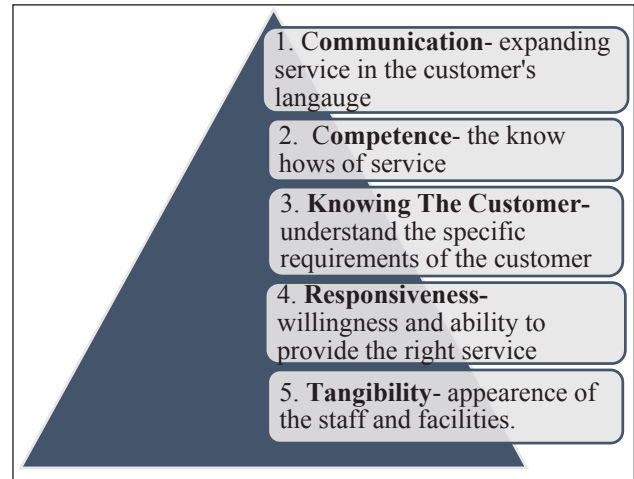 1. Communication- expanding
service in the customer's
langauge
2. Competence- the know
hows of service
3. Knowing The Customer-
understand the specific
requirements of the customer
4. Responsiveness-
willingness and ability to
provide the right service
5. Tangibility- appearence of
the staff and facilities.